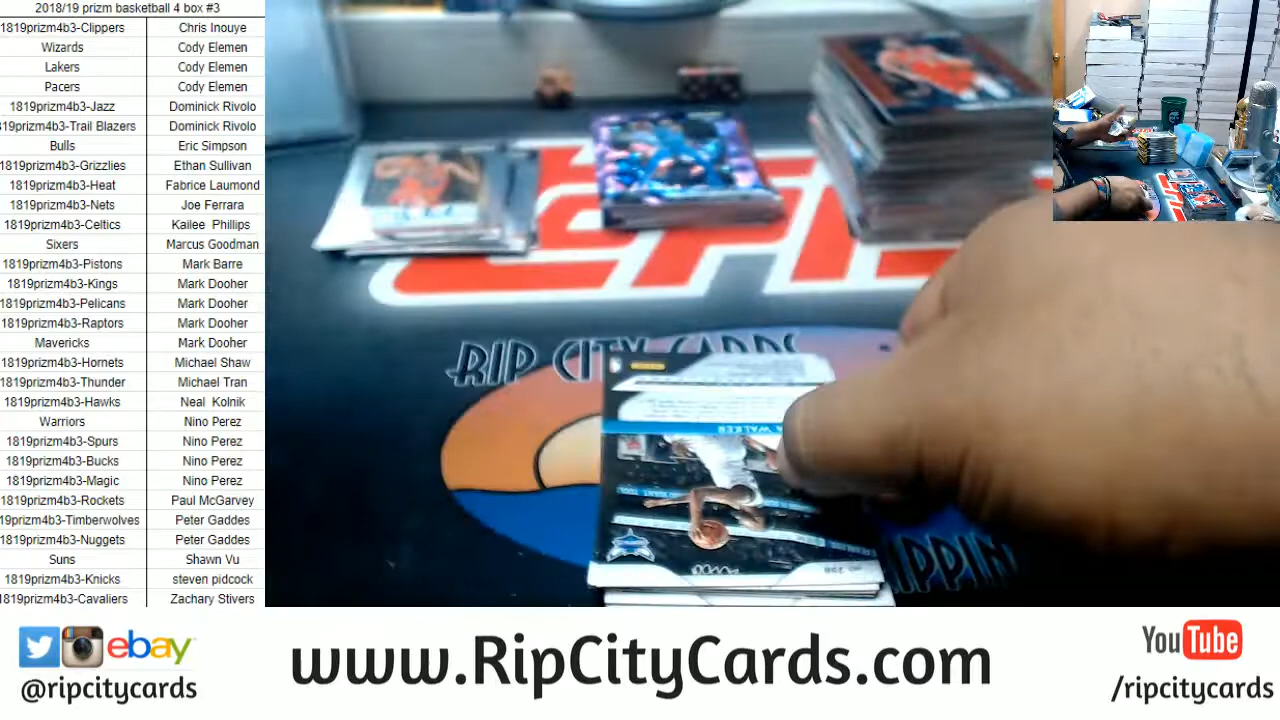 2018/19 prizm basketball 4 box #3
1819prizm4b3-Clippers Chris Inouye
Wizards Cody Elemen
Lakers Cody Elemen
Pacers Cody Elemen
1819prizm4b3-Jazz Dominick Rivolo
19prizm4b3-Trail Blazers Dominick Rivolo
Bulls Eric Simpson
1819prizm4b3-Grizzlies Ethan Sullivan
1819prizm4b3-Heat Fabrice Laumond
1819prizm4b3-Nets Joe Ferrara
1819prizm4b3-Celtics Kailee Phillips
Sixers Marcus Goodman
1819prizm4b3-Pistons Mark Barre
1819prizm4b3-Kings Mark Dooher
1819prizm4b3-Pelicans Mark Dooher
1819prizm4b3-Raptors Mark Dooher
Mavericks Mark Dooher
1819prizm4b3-Hornets Michael Shaw
1819prizm4b3-Thunder Michael Tran
1819prizm4b3-Hawks Neal Kolnik
Warriors Nino Perez
1819prizm4b3-Spurs Nino Perez
1819prizm4b3-Bucks Nino Perez
1819prizm4b3-Magic Nino Perez
1819prizm4b3-Rockets Paul McGarvey
19prizm4b3-Timberwolves Peter Gaddes
1819prizm4b3-Nuggets Peter Gaddes
Suns Shawn Vu
1819prizm4b3-Knicks steven pidcock
1819prizm4b3-Cavaliers Zachary Stivers
RIP CITY CARDS
WALKER
RIPPIN
ebay
@ripcitycards
www.RipCityCards.com
YouTube
/ripcitycards